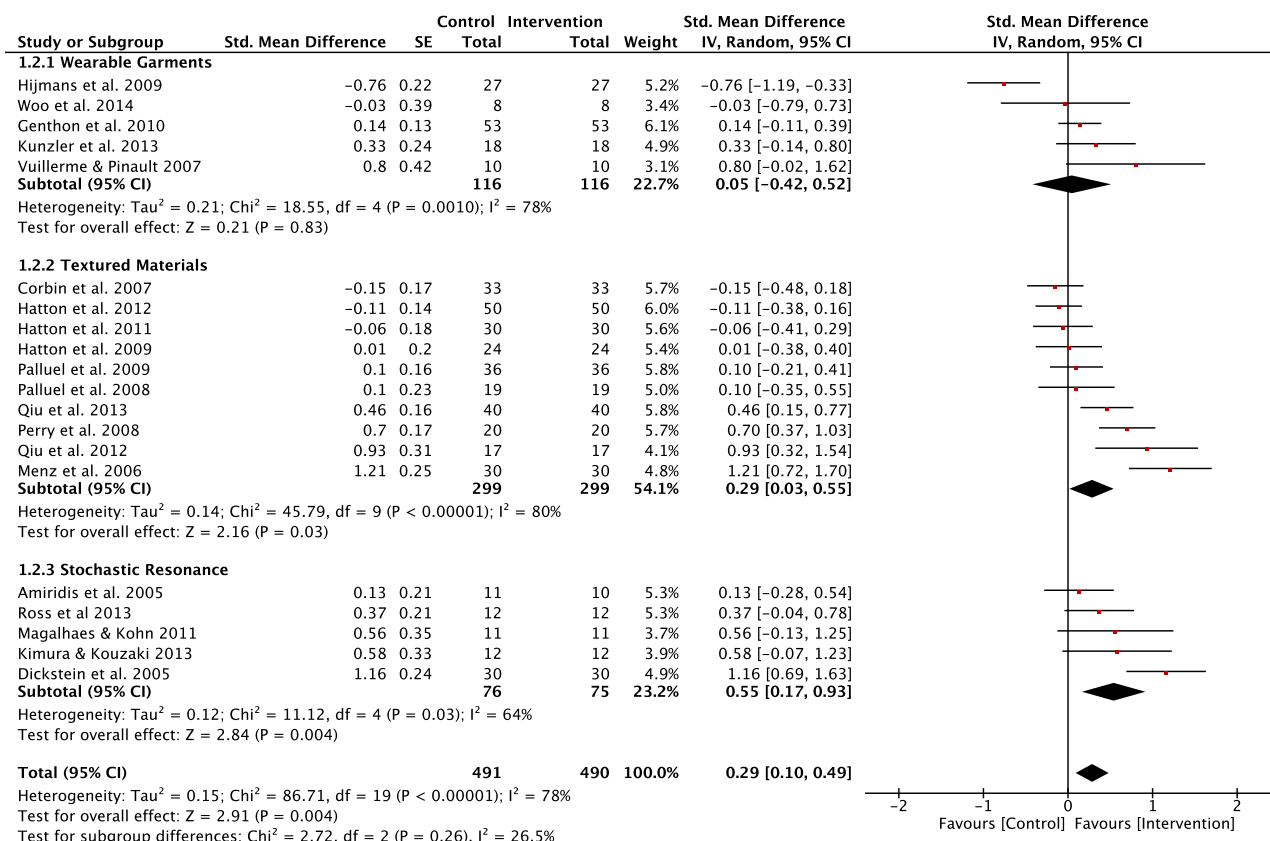 Control Intervention Std. Mean Difference Std. Mean Difference
Study or Subgroup Std. Mean Difference SE Total Total Weight IV, Random, 95% CI IV, Random, 95% CI
1.2.1 Wearable Garments
Hijmans et al. 2009 −0.76 0.22 27 27 5.2% −0.76 [−1.19, −0.33]
Woo et al. 2014 −0.03 0.39 8 8 3.4% −0.03 [−0.79, 0.73]
Genthon et al. 2010 0.14 0.13 53 53 6.1% 0.14 [−0.11, 0.39]
Kunzler et al. 2013 0.33 0.24 18 18 4.9% 0.33 [−0.14, 0.80]
Vuillerme & Pinault 2007 0.8 0.42 10 10 3.1% 0.80 [−0.02, 1.62]
Subtotal (95% CI) 116 116 22.7% 0.05 [−0.42, 0.52]
Heterogeneity: Tau² = 0.21; Chi² = 18.55, df = 4 (P = 0.0010); I² = 78%
Test for overall effect: Z = 0.21 (P = 0.83)
1.2.2 Textured Materials
Corbin et al. 2007 −0.15 0.17 33 33 5.7% −0.15 [−0.48, 0.18]
Hatton et al. 2012 −0.11 0.14 50 50 6.0% −0.11 [−0.38, 0.16]
Hatton et al. 2011 −0.06 0.18 30 30 5.6% −0.06 [−0.41, 0.29]
Hatton et al. 2009 0.01 0.2 24 24 5.4% 0.01 [−0.38, 0.40]
Palluel et al. 2009 0.1 0.16 36 36 5.8% 0.10 [−0.21, 0.41]
Palluel et al. 2008 0.1 0.23 19 19 5.0% 0.10 [−0.35, 0.55]
Qiu et al. 2013 0.46 0.16 40 40 5.8% 0.46 [0.15, 0.77]
Perry et al. 2008 0.7 0.17 20 20 5.7% 0.70 [0.37, 1.03]
Qiu et al. 2012 0.93 0.31 17 17 4.1% 0.93 [0.32, 1.54]
Menz et al. 2006 1.21 0.25 30 30 4.8% 1.21 [0.72, 1.70]
Subtotal (95% CI) 299 299 54.1% 0.29 [0.03, 0.55]
Heterogeneity: Tau² = 0.14; Chi² = 45.79, df = 9 (P < 0.00001); I² = 80%
Test for overall effect: Z = 2.16 (P = 0.03)
1.2.3 Stochastic Resonance
Amiridis et al. 2005 0.13 0.21 11 10 5.3% 0.13 [−0.28, 0.54]
Ross et al 2013 0.37 0.21 12 12 5.3% 0.37 [−0.04, 0.78]
Magalhaes & Kohn 2011 0.56 0.35 11 11 3.7% 0.56 [−0.13, 1.25]
Kimura & Kouzaki 2013 0.58 0.33 12 12 3.9% 0.58 [−0.07, 1.23]
Dickstein et al. 2005 1.16 0.24 30 30 4.9% 1.16 [0.69, 1.63]
Subtotal (95% CI) 76 75 23.2% 0.55 [0.17, 0.93]
Heterogeneity: Tau² = 0.12; Chi² = 11.12, df = 4 (P = 0.03); I² = 64%
Test for overall effect: Z = 2.84 (P = 0.004)
Total (95% CI) 491 490 100.0% 0.29 [0.10, 0.49]
Heterogeneity: Tau² = 0.15; Chi² = 86.71, df = 19 (P < 0.00001); I² = 78%
Test for overall effect: Z = 2.91 (P = 0.004)
Test for subgroup differences: Chi² = 2.72, df = 2 (P = 0.26), I² = 26.5%
−2 −1 0 1 2
Favours [Control] Favours [Intervention]